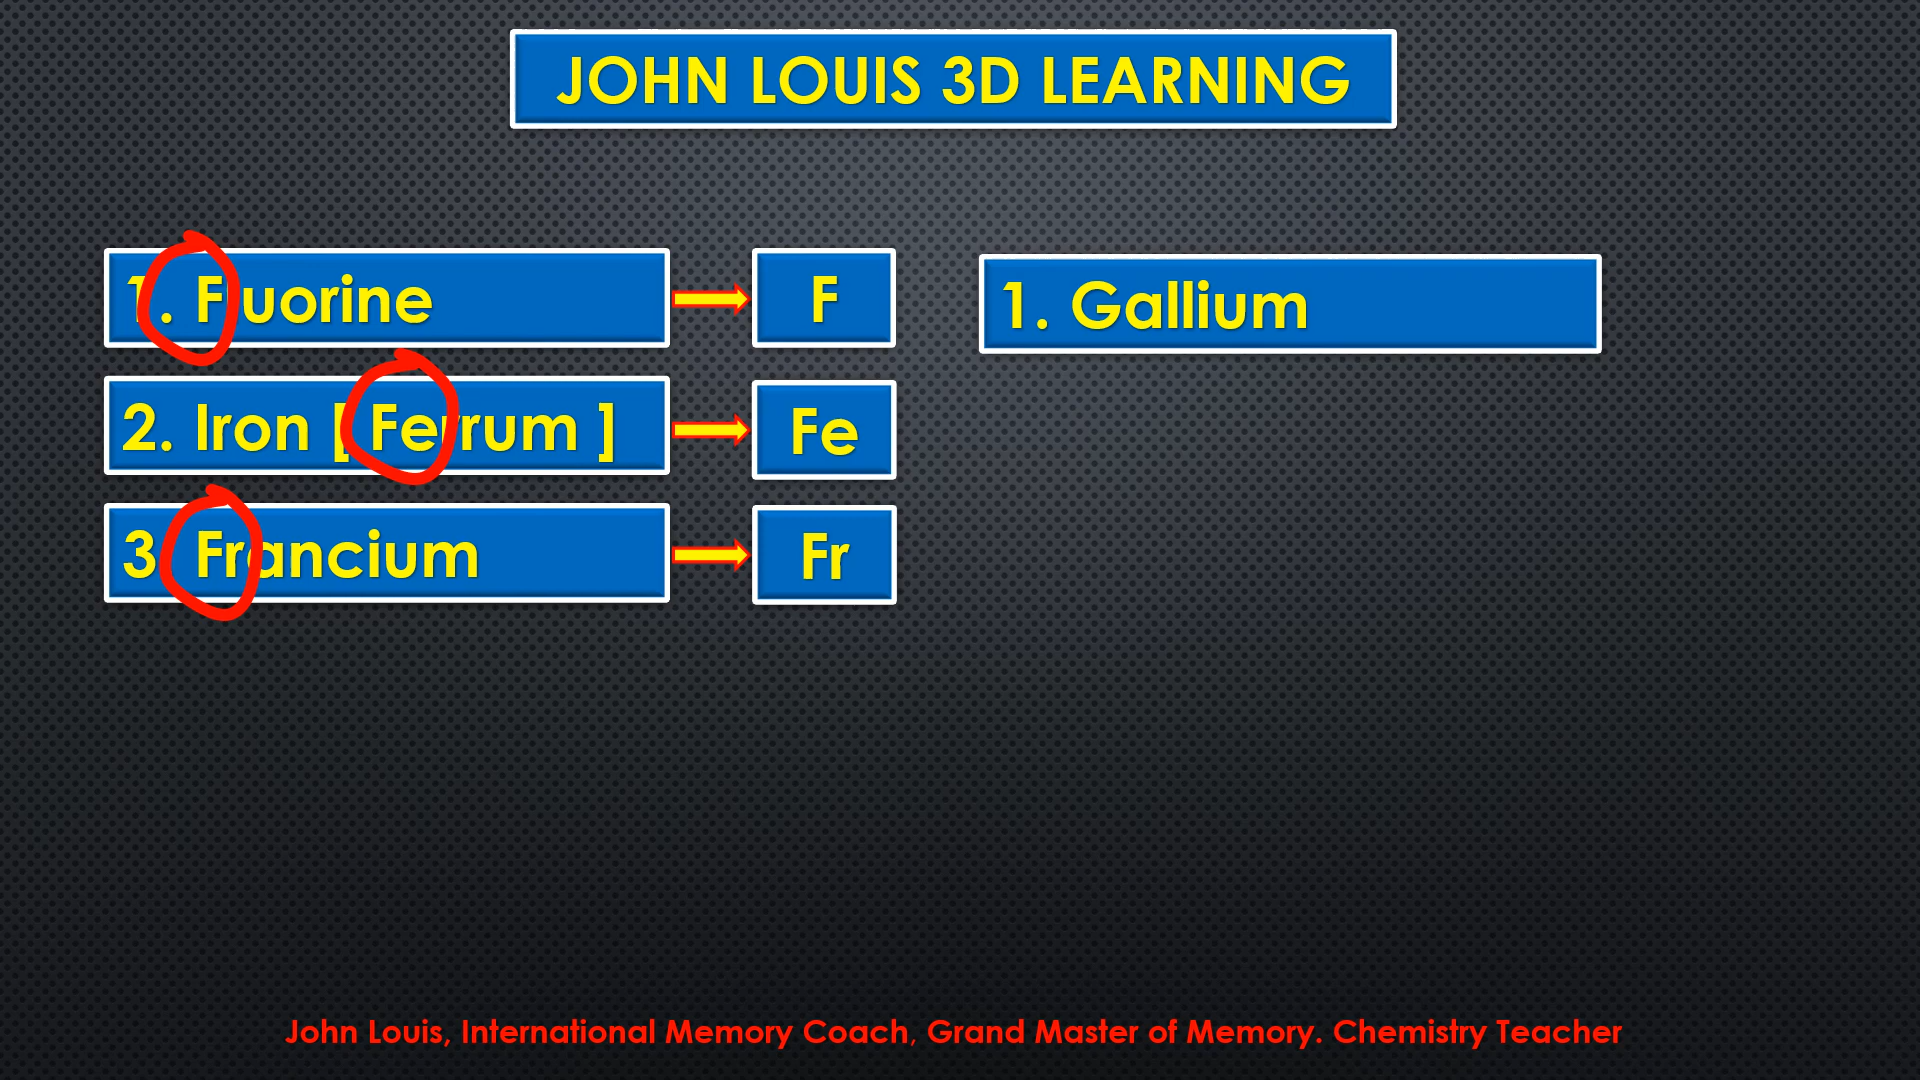 JOHN LOUIS 3D LEARNING
1. Fluorine
F
2. Iron [ Ferrum ]
Fe
3. Francium
Fr
1. Gallium
John Louis, International Memory Coach, Grand Master of Memory. Chemistry Teacher